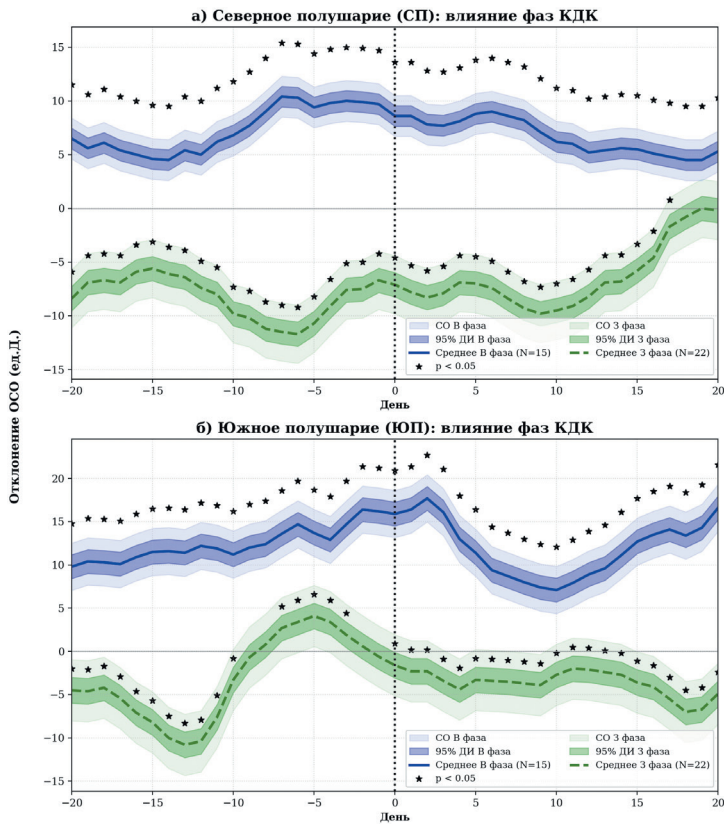 а) Северное полушарие (СП): влияние фаз КДК
15
10
5
0
−5
−10
−15
СО В фаза
95% ДИ В фаза
Среднее В фаза (N=15)
p < 0.05
СО З фаза
95% ДИ З фаза
Среднее З фаза (N=22)
−20
−15
−10
−5
0
5
10
15
20
День
Отклонение ОСО (ед.Д.)
б) Южное полушарие (ЮП): влияние фаз КДК
20
15
10
5
0
−5
−10
−15
СО В фаза
95% ДИ В фаза
Среднее В фаза (N=15)
p < 0.05
СО З фаза
95% ДИ З фаза
Среднее З фаза (N=22)
−20
−15
−10
−5
0
5
10
15
20
День